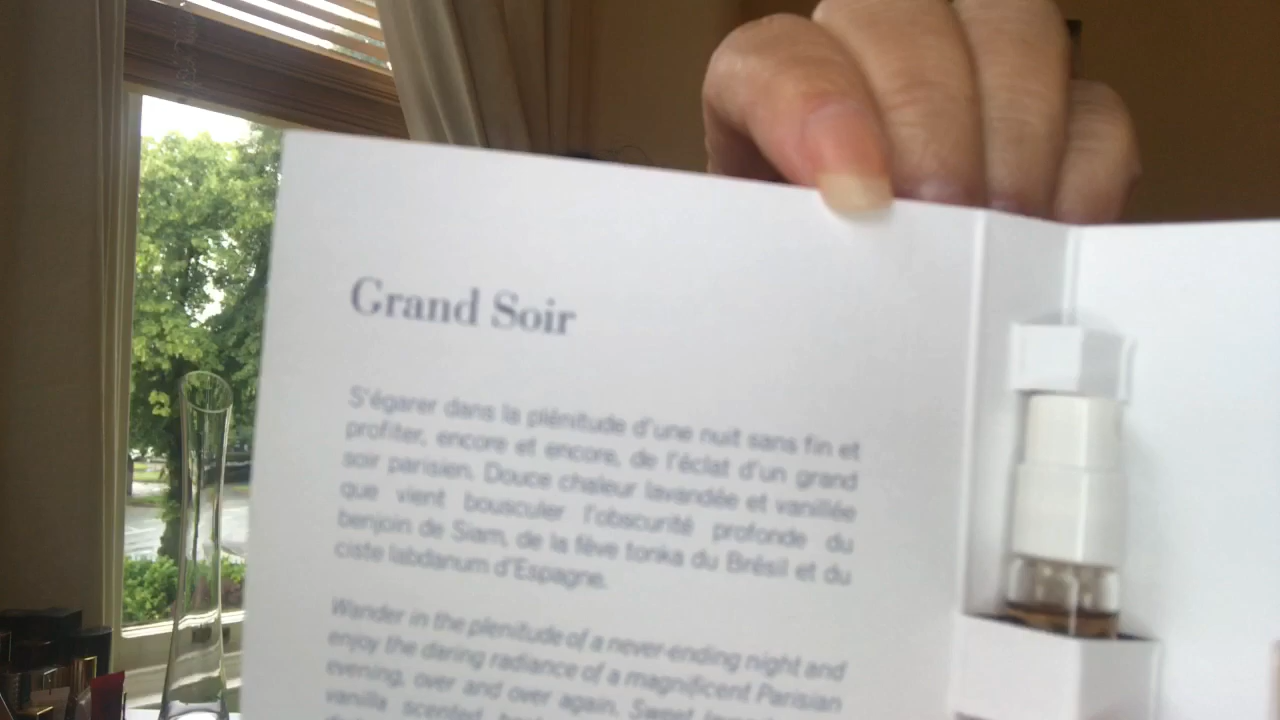 Grand Soir
S'égarer dans la plénitude d'une nuit sans fin et
profiter, encore et encore, de l'éclat d'un grand
soir parisien. Douce chaleur lavandée et vanillée
que vient bousculer l'obscurité profonde du
benjoin de Siam, de la fève tonka du Brésil et du
ciste labdanum d'Espagne.
Wander in the plenitude of a never-ending night and
enjoy the daring radiance of a magnificent Parisian
evening, over and over again. Sweet
vanilla scented